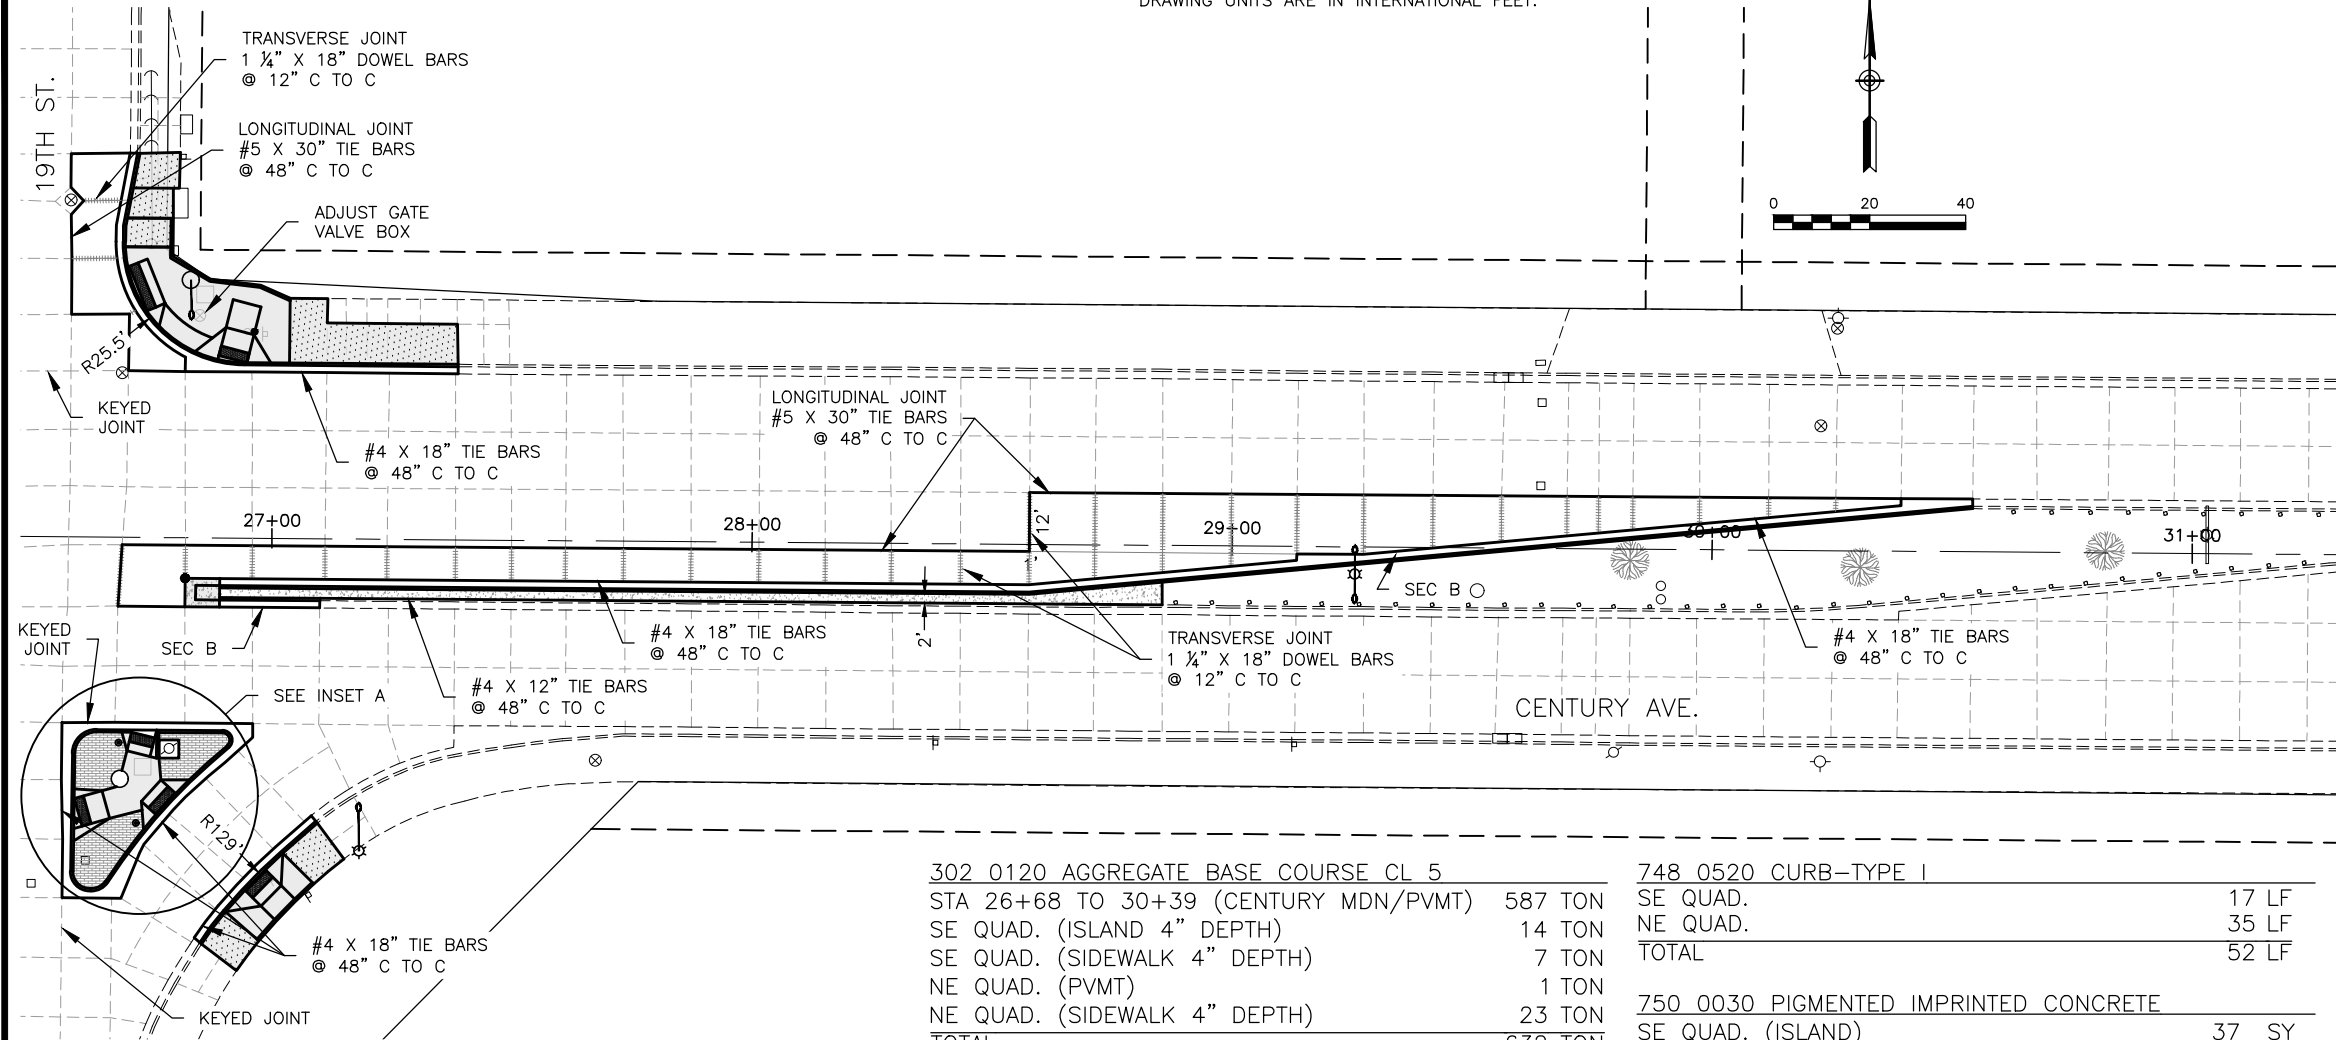 DRAWING UNITS ARE IN INTERNATIONAL FEET.
TRANSVERSE JOINT
1 ¼" X 18" DOWEL BARS
@ 12" C TO C
19TH ST.
LONGITUDINAL JOINT
#5 X 30" TIE BARS
@ 48" C TO C
ADJUST GATE
VALVE BOX
0 20 40
R25.5'
KEYED
JOINT
#4 X 18" TIE BARS
@ 48" C TO C
LONGITUDINAL JOINT
#5 X 30" TIE BARS
@ 48" C TO C
27+00
28+00
12'
29+00
30+00
31+00
1'
SEC B
KEYED
JOINT
SEC B
#4 X 18" TIE BARS
@ 48" C TO C
2'
TRANSVERSE JOINT
1 ¼" X 18" DOWEL BARS
@ 12" C TO C
#4 X 18" TIE BARS
@ 48" C TO C
SEE INSET A
#4 X 12" TIE BARS
@ 48" C TO C
CENTURY AVE.
R129'
#4 X 18" TIE BARS
@ 48" C TO C
KEYED JOINT
302 0120 AGGREGATE BASE COURSE CL 5
STA 26+68 TO 30+39 (CENTURY MDN/PVMT) 587 TON
SE QUAD. (ISLAND 4" DEPTH) 14 TON
SE QUAD. (SIDEWALK 4" DEPTH) 7 TON
NE QUAD. (PVMT) 1 TON
NE QUAD. (SIDEWALK 4" DEPTH) 23 TON
TOTAL 632 TON
748 0520 CURB-TYPE I
SE QUAD. 17 LF
NE QUAD. 35 LF
TOTAL 52 LF
750 0030 PIGMENTED IMPRINTED CONCRETE
SE QUAD. (ISLAND) 37 SY